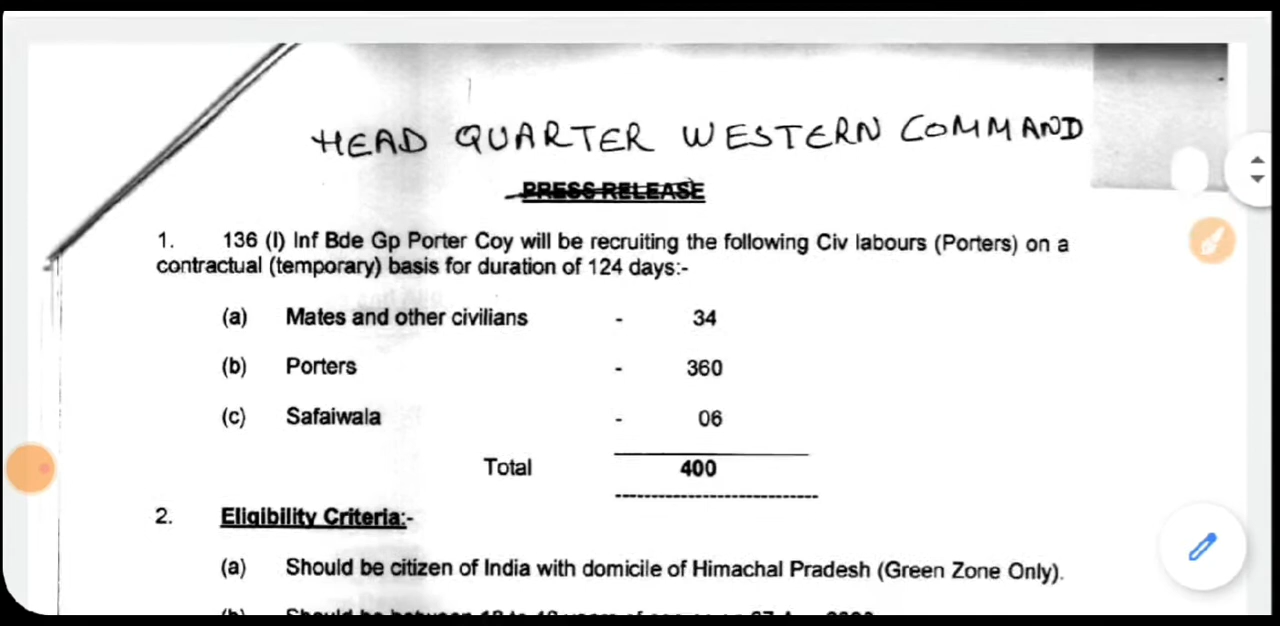 HEAD QUARTER WESTERN COMMAND
PRESS RELEASE
1. 136 (I) Inf Bde Gp Porter Coy will be recruiting the following Civ labours (Porters) on a
contractual (temporary) basis for duration of 124 days:-
(a) Mates and other civilians - 34
(b) Porters - 360
(c) Safaiwala - 06
Total 400
2. Eligibility Criteria:-
(a) Should be citizen of India with domicile of Himachal Pradesh (Green Zone Only).
(b) Should be between